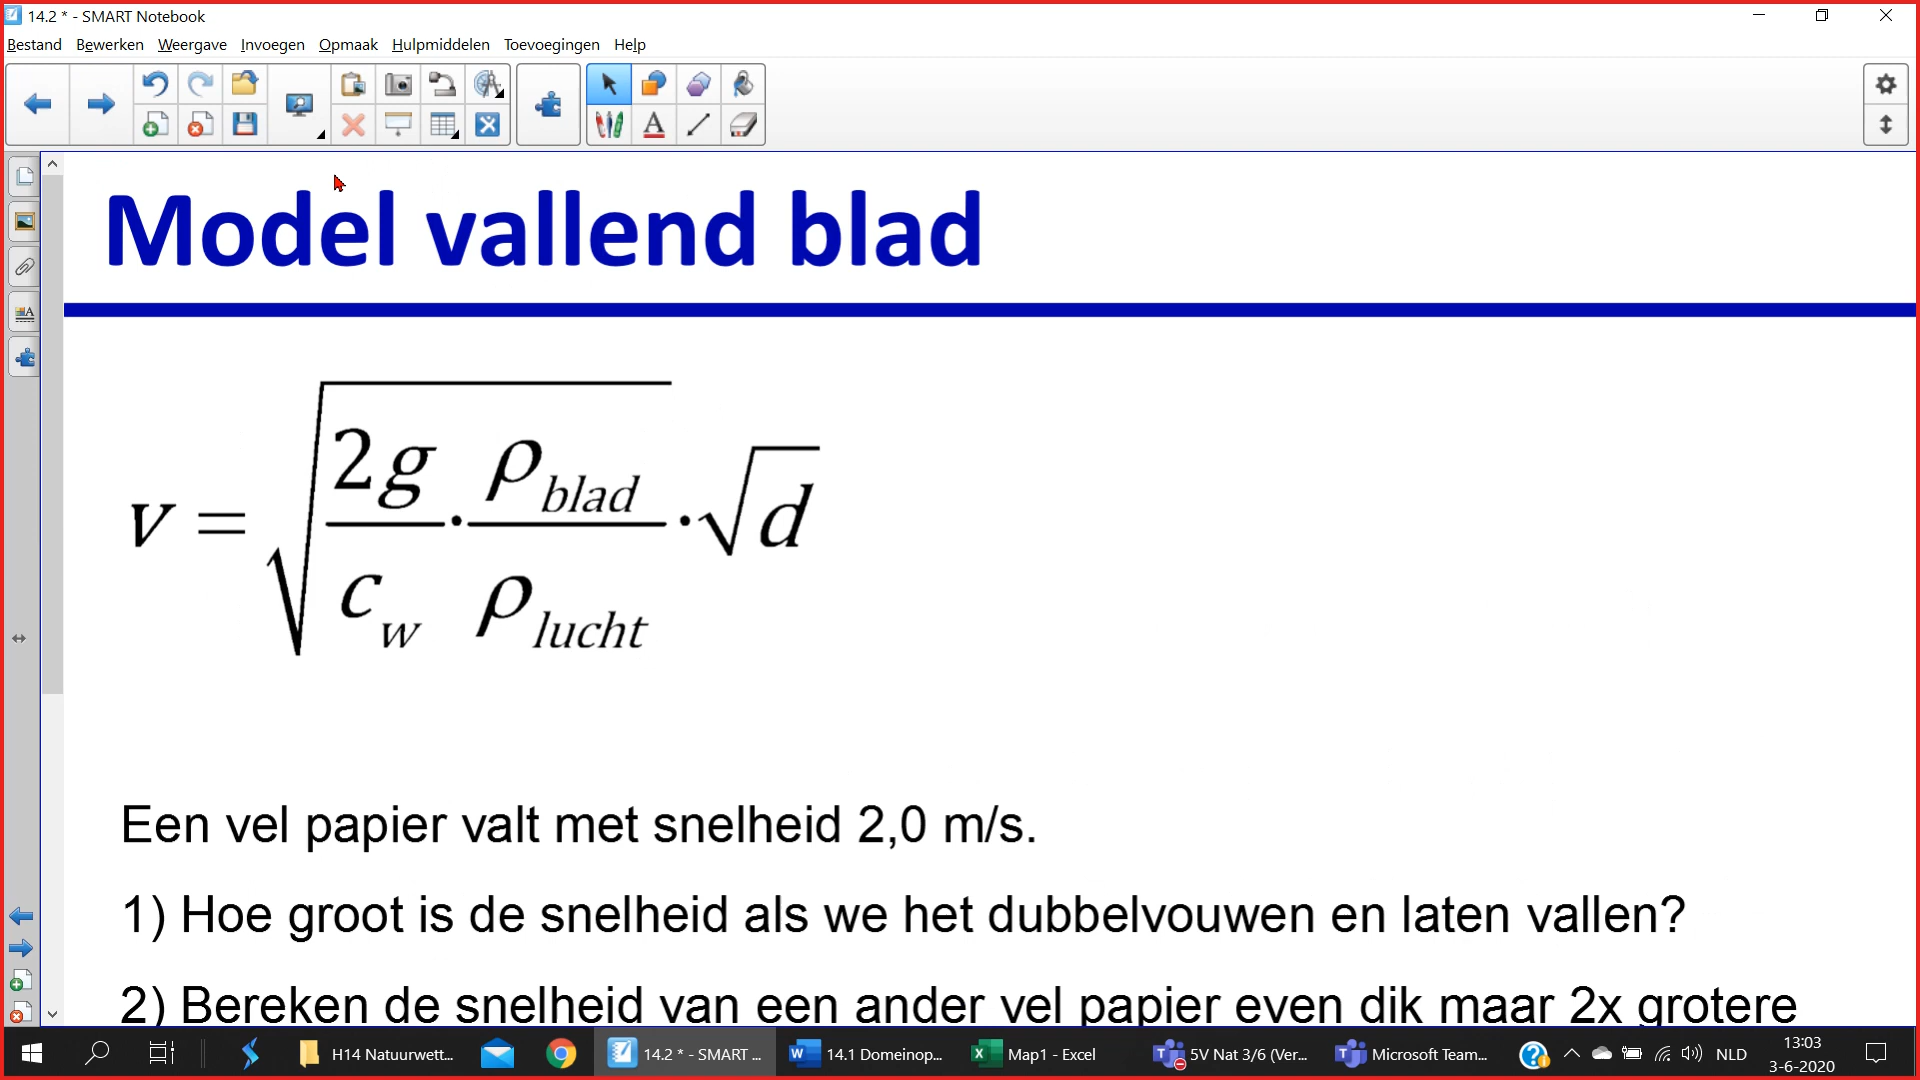 14.2 * - SMART Notebook
Bestand Bewerken Weergave Invoegen Opmaak Hulpmiddelen Toevoegingen Help
Model vallend blad
v = √(2g/c_w · ρ_blad/ρ_lucht) · √d
Een vel papier valt met snelheid 2,0 m/s.
1) Hoe groot is de snelheid als we het dubbelvouwen en laten vallen?
2) Bereken de snelheid van een ander vel papier even dik maar 2x grotere
H14 Natuurwett... 14.2 * - SMART ... 14.1 Domeinop... Map1 - Excel 5V Nat 3/6 (Ver... Microsoft Team... NLD 13:03
3-6-2020